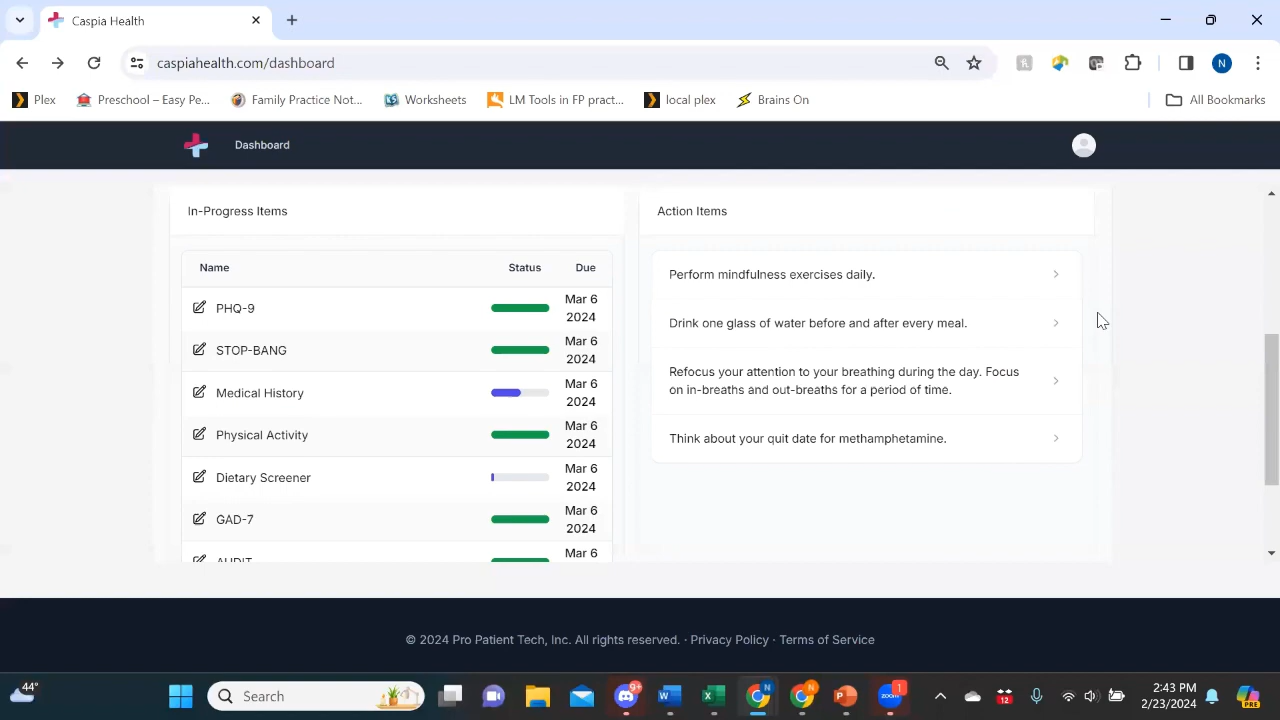 Caspia Health
caspiahealth.com/dashboard
N
Plex
Preschool – Easy Pe...
Family Practice Not...
Worksheets
LM Tools in FP pract...
local plex
Brains On
All Bookmarks
Dashboard
In-Progress Items
Name Status Due
PHQ-9 Mar 6
2024
STOP-BANG Mar 6
2024
Medical History Mar 6
2024
Physical Activity Mar 6
2024
Dietary Screener Mar 6
2024
GAD-7 Mar 6
2024
AUDIT Mar 6
Action Items
Perform mindfulness exercises daily.
Drink one glass of water before and after every meal.
Refocus your attention to your breathing during the day. Focus
on in-breaths and out-breaths for a period of time.
Think about your quit date for methamphetamine.
© 2024 Pro Patient Tech, Inc. All rights reserved. · Privacy Policy · Terms of Service
44°
Search
9+
W
X
N
N
P
zoom
1
12
2:43 PM
2/23/2024
PRE